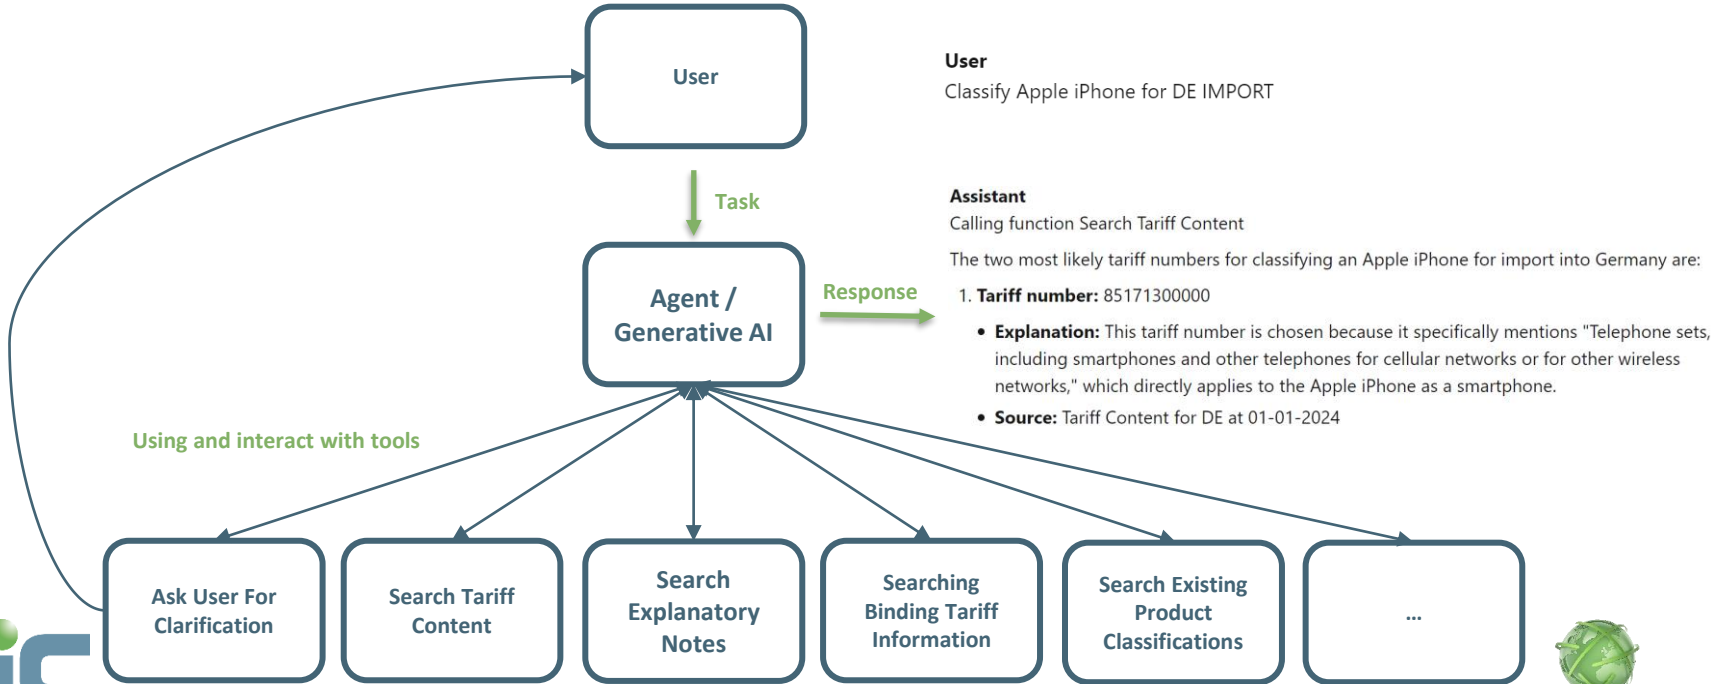 User
User
Classify Apple iPhone for DE IMPORT
Task
Assistant
Calling function Search Tariff Content
The two most likely tariff numbers for classifying an Apple iPhone for import into Germany are:
1. Tariff number: 85171300000
• Explanation: This tariff number is chosen because it specifically mentions "Telephone sets,
including smartphones and other telephones for cellular networks or for other wireless
networks," which directly applies to the Apple iPhone as a smartphone.
• Source: Tariff Content for DE at 01-01-2024
Agent /
Generative AI
Response
Using and interact with tools
Ask User For
Clarification
Search Tariff
Content
Search
Explanatory
Notes
Searching
Binding Tariff
Information
Search Existing
Product
Classifications
...